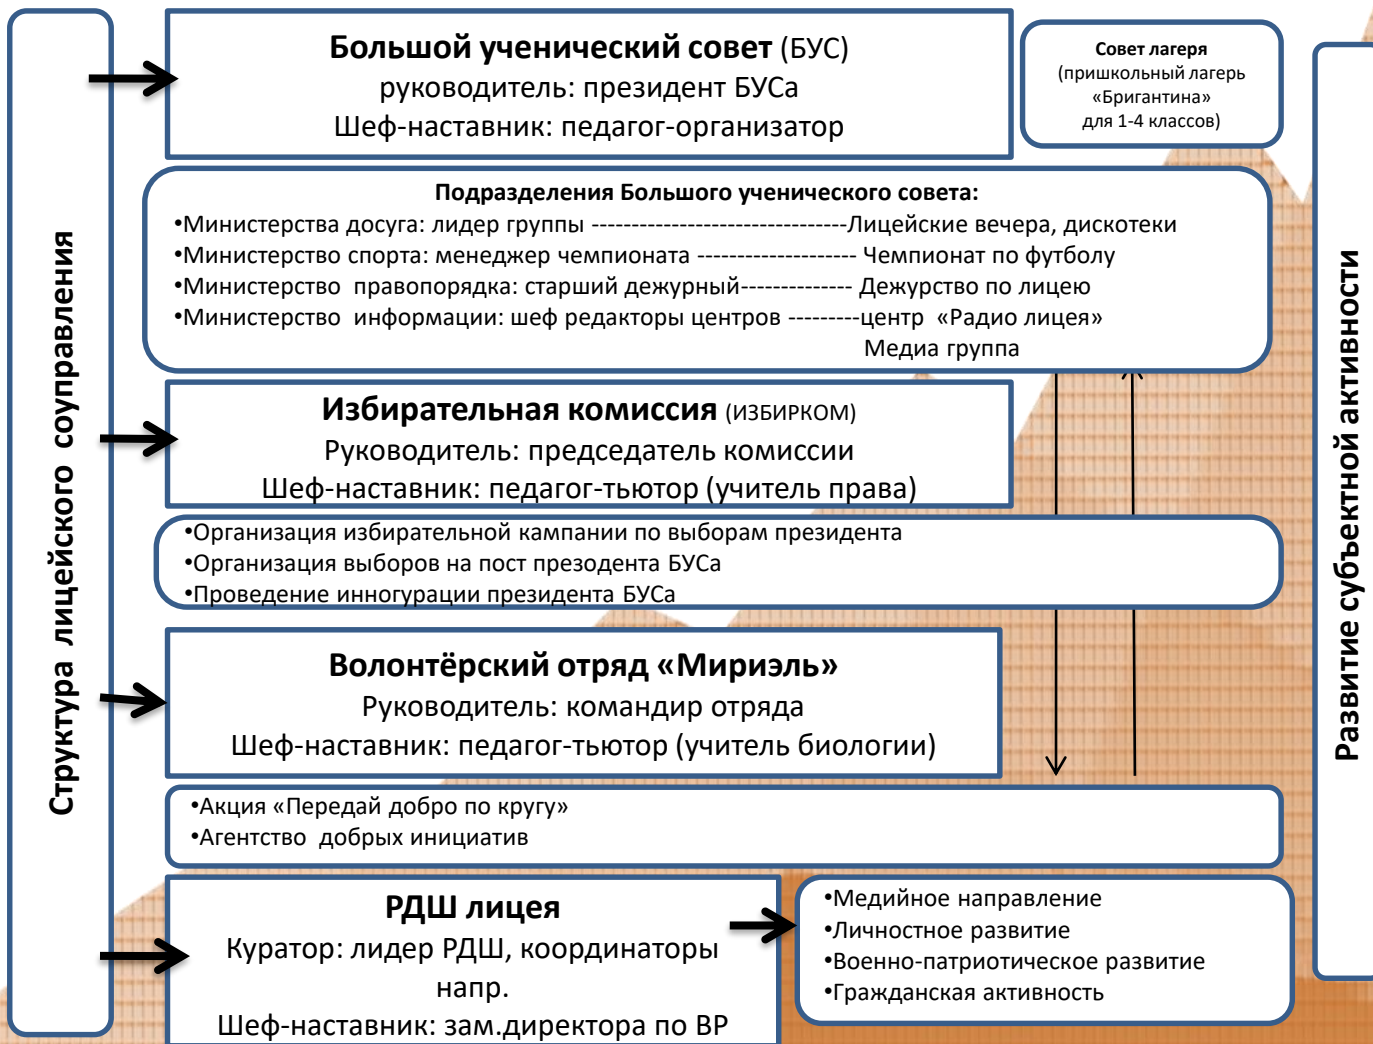 Структура лицейского соуправления
Большой ученический совет (БУС)
руководитель: президент БУСа
Шеф-наставник: педагог-организатор
Совет лагеря
(пришкольный лагерь
«Бригантина»
для 1-4 классов)
Подразделения Большого ученического совета:
•Министерства досуга: лидер группы --------------------------------Лицейские вечера, дискотеки
•Министерство спорта: менеджер чемпионата -------------------- Чемпионат по футболу
•Министерство  правопорядка: старший дежурный-------------- Дежурство по лицею
•Министерство  информации: шеф редакторы центров ---------центр  «Радио лицея»
Медиа группа
Избирательная комиссия (ИЗБИРКОМ)
Руководитель: председатель комиссии
Шеф-наставник: педагог-тьютор (учитель права)
•Организация избирательной кампании по выборам президента
•Организация выборов на пост презодента БУСа
•Проведение инногурации президента БУСа
Волонтёрский отряд «Мириэль»
Руководитель: командир отряда
Шеф-наставник: педагог-тьютор (учитель биологии)
•Акция «Передай добро по кругу»
•Агентство  добрых инициатив
РДШ лицея
Куратор: лидер РДШ, координаторы
напр.
Шеф-наставник: зам.директора по ВР
•Медийное направление
•Личностное развитие
•Военно-патриотическое развитие
•Гражданская активность
Развитие субъектной активности